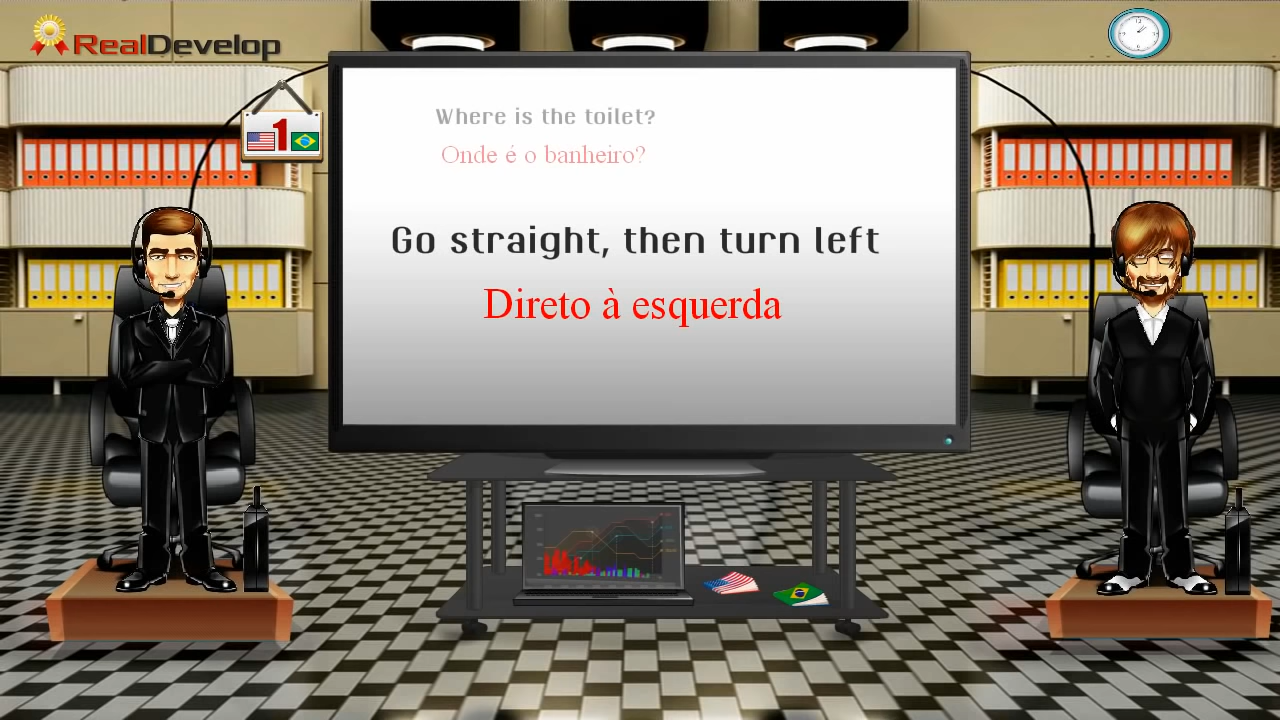 RealDevelop
1
Where is the toilet?
Onde é o banheiro?
Go straight, then turn left
Direto à esquerda